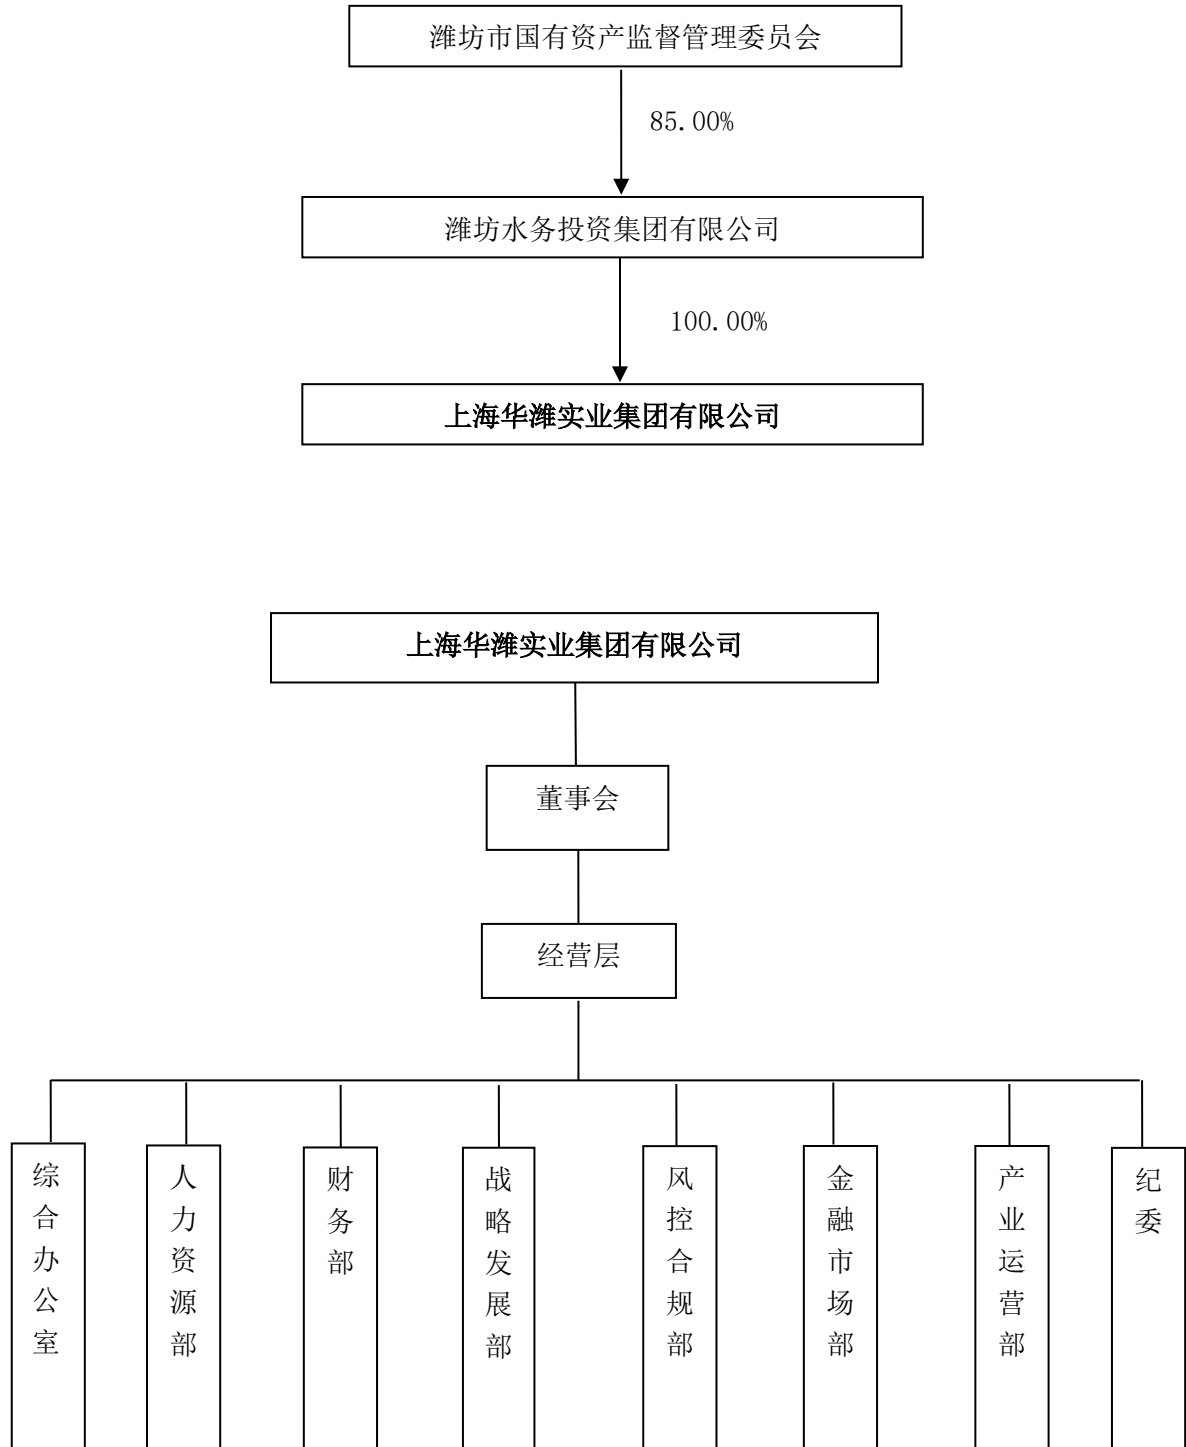 潍坊市国有资产监督管理委员会
85.00%
潍坊水务投资集团有限公司
100.00%
上海华潍实业集团有限公司
上海华潍实业集团有限公司
董事会
经营层
综合办公室
人力资源部
财务部
战略发展部
风控合规部
金融市场部
产业运营部
纪委